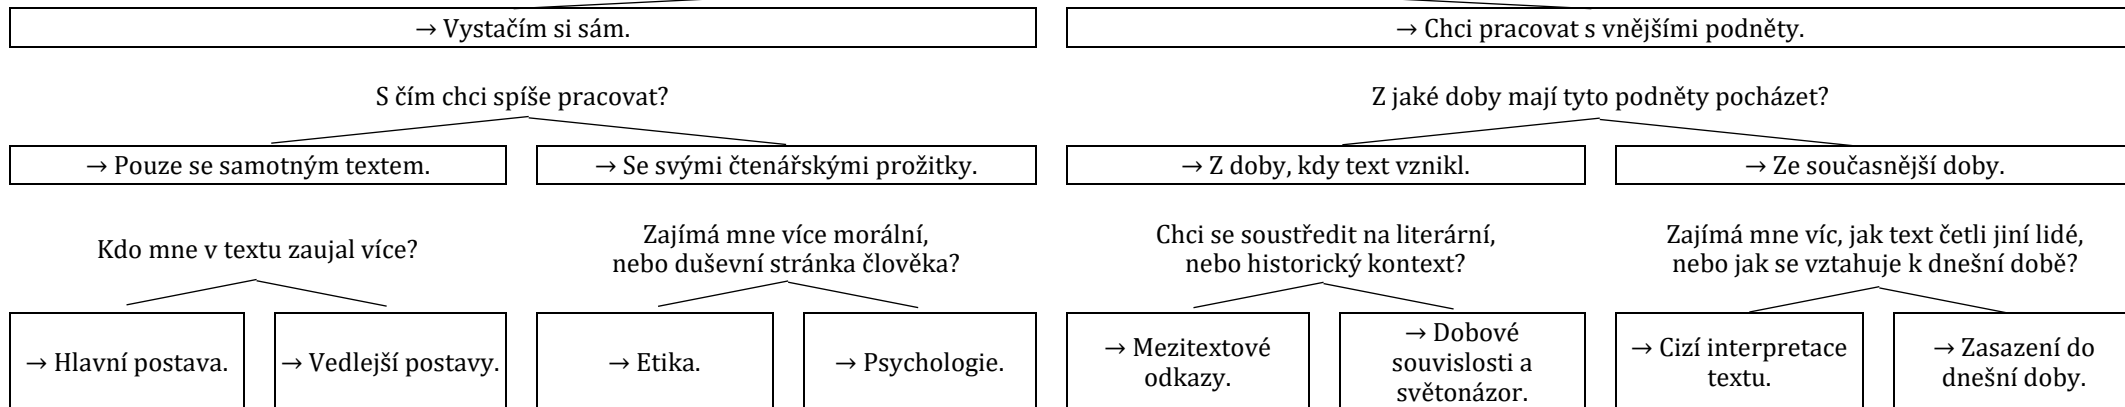 → Vystačím si sám.
→ Chci pracovat s vnějšími podněty.
S čím chci spíše pracovat?
Z jaké doby mají tyto podněty pocházet?
→ Pouze se samotným textem.
→ Se svými čtenářskými prožitky.
→ Z doby, kdy text vznikl.
→ Ze současnější doby.
Kdo mne v textu zaujal více?
Zajímá mne více morální,
nebo duševní stránka člověka?
Chci se soustředit na literární,
nebo historický kontext?
Zajímá mne víc, jak text četli jiní lidé,
nebo jak se vztahuje k dnešní době?
→ Hlavní postava.
→ Vedlejší postavy.
→ Etika.
→ Psychologie.
→ Mezitextové
odkazy.
→ Dobové
souvislosti a
světonázor.
→ Cizí interpretace
textu.
→ Zasazení do
dnešní doby.